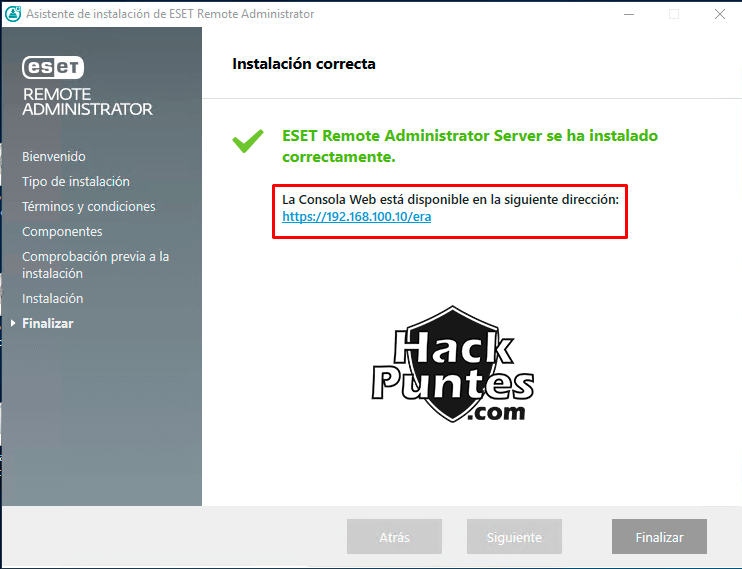 Asistente de instalación de ESET Remote Administrator
eset
REMOTE
ADMINISTRATOR
Bienvenido
Tipo de instalación
Términos y condiciones
Componentes
Comprobación previa a la
instalación
Instalación
Finalizar
Instalación correcta
ESET Remote Administrator Server se ha instalado
correctamente.
La Consola Web está disponible en la siguiente dirección:
https://192.168.100.10/era
Hack
Puntes
.com
Atrás
Siguiente
Finalizar